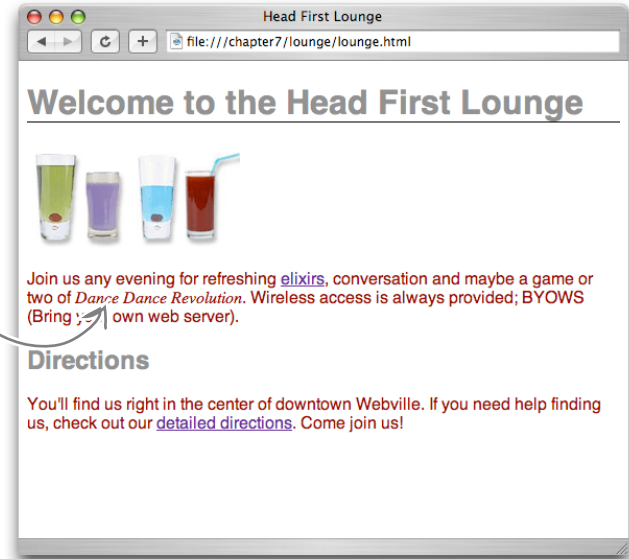 Head First Lounge
file:///chapter7/lounge/lounge.html
Welcome to the Head First Lounge
Join us any evening for refreshing elixirs, conversation and maybe a game or
two of Dance Dance Revolution. Wireless access is always provided; BYOWS
(Bring own web server).
Directions
You'll find us right in the center of downtown Webville. If you need help finding
us, check out our detailed directions. Come join us!